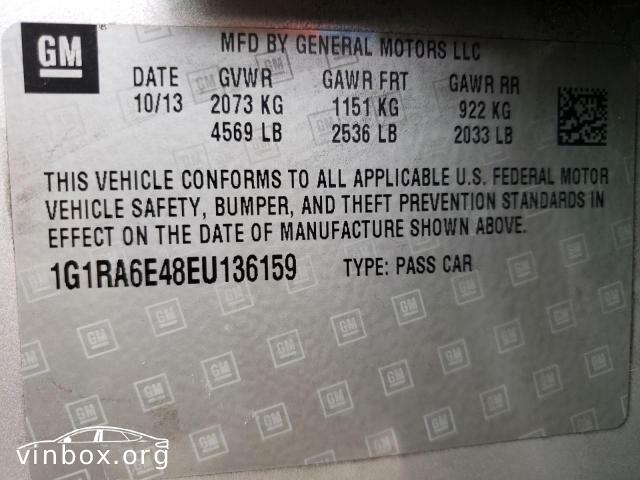 GM
MFD BY GENERAL MOTORS LLC
DATE GVWR GAWR FRT GAWR RR
10/13 2073 KG 1151 KG 922 KG
4569 LB 2536 LB 2033 LB
THIS VEHICLE CONFORMS TO ALL APPLICABLE U.S. FEDERAL MOTOR
VEHICLE SAFETY, BUMPER, AND THEFT PREVENTION STANDARDS IN
EFFECT ON THE DATE OF MANUFACTURE SHOWN ABOVE.
1G1RA6E48EU136159 TYPE: PASS CAR
vinbox.org